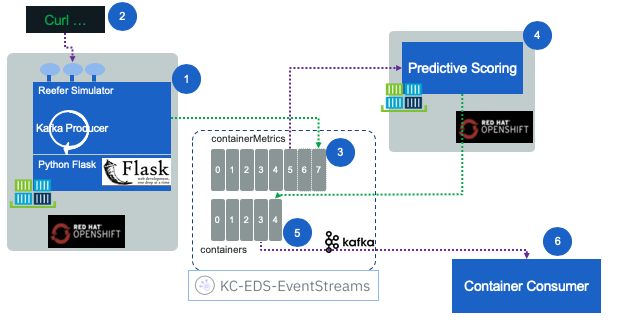 Curl ...
2
1
Reefer Simulator
Kafka Producer
Python Flask
Flask
web development,
one drop at a time
RED HAT
OPENSHIFT
containerMetrics
3
0 1 2 3 4 5 6 7
0 1 2 3 4
5
containers
kafka
KC-EDS-EventStreams
4
Predictive Scoring
RED HAT
OPENSHIFT
6
Container Consumer